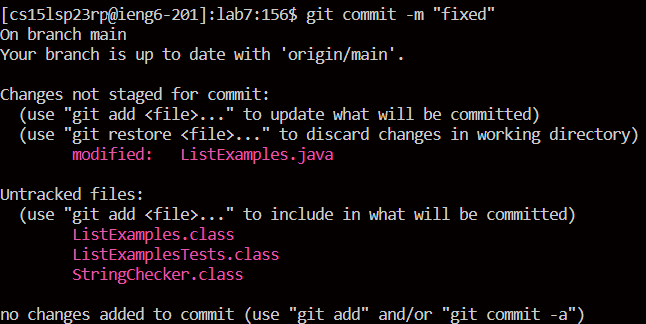 [cs15lsp23rp@ieng6-201]:lab7:156$ git commit -m "fixed"
On branch main
Your branch is up to date with 'origin/main'.

Changes not staged for commit:
  (use "git add <file>..." to update what will be committed)
  (use "git restore <file>..." to discard changes in working directory)
        modified:   ListExamples.java

Untracked files:
  (use "git add <file>..." to include in what will be committed)
        ListExamples.class
        ListExamplesTests.class
        StringChecker.class

no changes added to commit (use "git add" and/or "git commit -a")